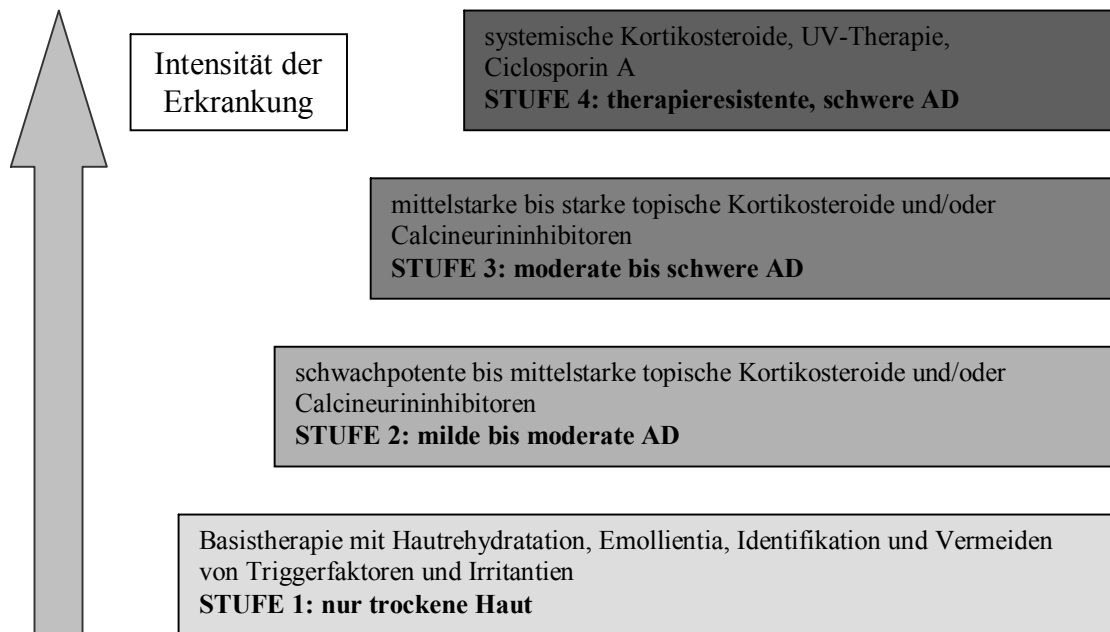 Intensität der
Erkrankung
systemische Kortikosteroide, UV-Therapie,
Ciclosporin A
STUFE 4: therapieresistente, schwere AD
mittelstarke bis starke topische Kortikosteroide und/oder
Calcineurininhibitoren
STUFE 3: moderate bis schwere AD
schwachpotente bis mittelstarke topische Kortikosteroide und/oder
Calcineurininhibitoren
STUFE 2: milde bis moderate AD
Basistherapie mit Hautrehydratation, Emollientia, Identifikation und Vermeiden
von Triggerfaktoren und Irritantien
STUFE 1: nur trockene Haut